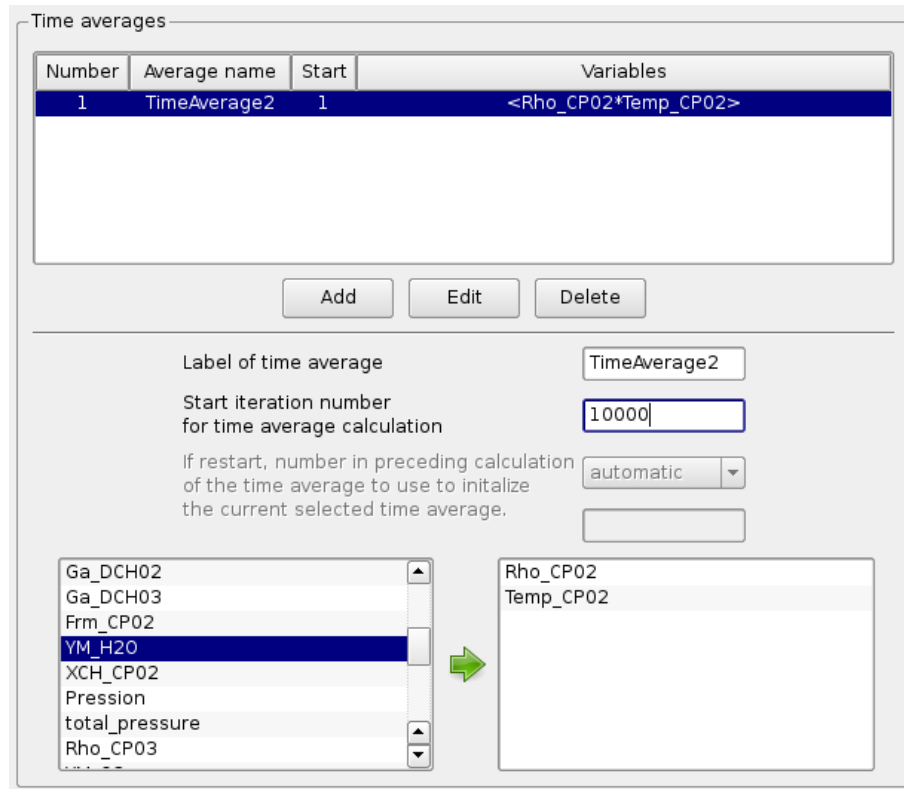 Time averages
Number Average name Start Variables
1 TimeAverage2 1 <Rho_CP02*Temp_CP02>
Add Edit Delete
Label of time average TimeAverage2
Start iteration number
for time average calculation 10000
If restart, number in preceding calculation
of the time average to use to initalize automatic
the current selected time average.
Ga_DCH02 Rho_CP02
Ga_DCH03 Temp_CP02
Frm_CP02
YM_H2O
XCH_CP02
Pression
total_pressure
Rho_CP03